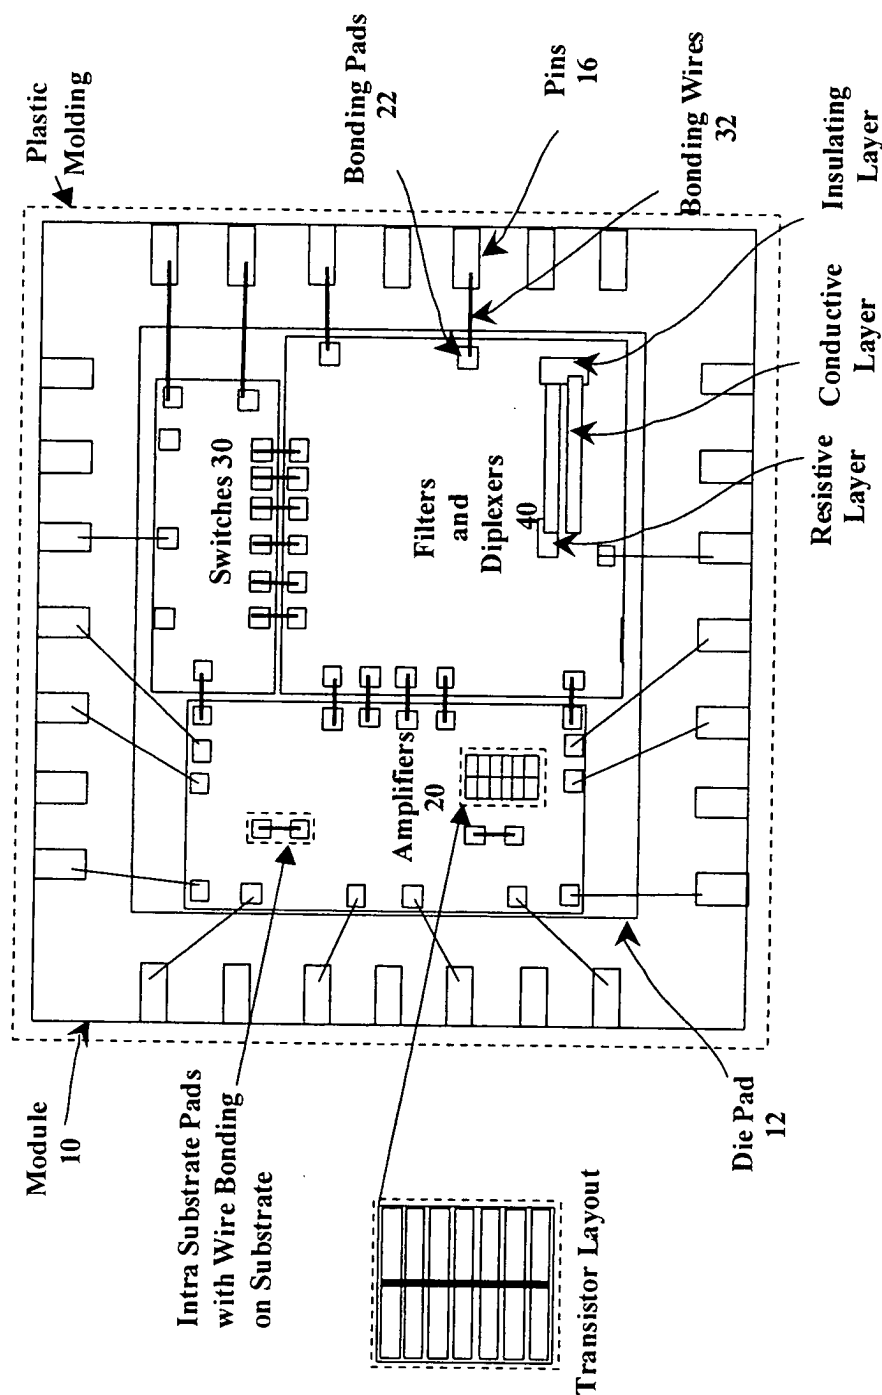 Plastic
Molding
Bonding Pads
22
Pins
16
Bonding Wires
32
Insulating
Layer
Conductive
Layer
Resistive
Layer
Switches 30
Filters
and
Diplexers
40
Amplifiers
20
Module
10
Intra Substrate Pads
with Wire Bonding
on Substrate
Transistor Layout
Die Pad
12